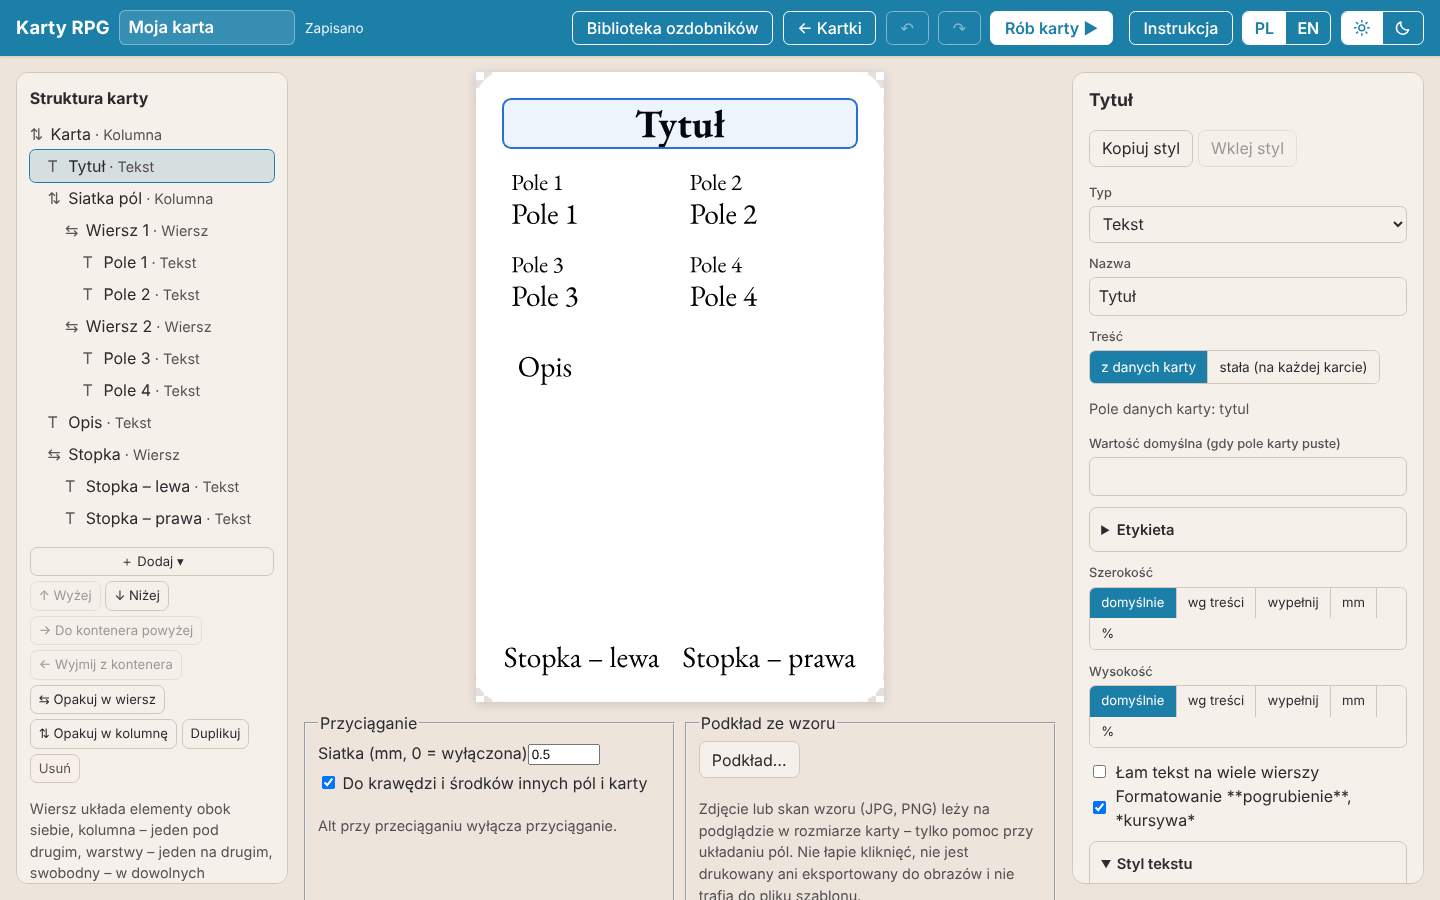 Karty RPG
Moja karta
Zapisano
Biblioteka ozdobników
← Kartki
↶
↷
Rób karty ▶
Instrukcja
PL
EN
Struktura karty
⇅ Karta · Kolumna
T Tytuł · Tekst
⇅ Siatka pól · Kolumna
⇆ Wiersz 1 · Wiersz
T Pole 1 · Tekst
T Pole 2 · Tekst
⇆ Wiersz 2 · Wiersz
T Pole 3 · Tekst
T Pole 4 · Tekst
T Opis · Tekst
⇆ Stopka · Wiersz
T Stopka – lewa · Tekst
T Stopka – prawa · Tekst
+ Dodaj ▾
↑ Wyżej
↓ Niżej
→ Do kontenera powyżej
← Wyjmij z kontenera
⇆ Opakuj w wiersz
⇅ Opakuj w kolumnę
Duplikuj
Usuń
Wiersz układa elementy obok
siebie, kolumna – jeden pod
drugim, warstwy – jeden na drugim,
swobodny – w dowolnych
Tytuł
Pole 1
Pole 1
Pole 2
Pole 2
Pole 3
Pole 3
Pole 4
Pole 4
Opis
Stopka – lewa
Stopka – prawa
Przyciąganie
Siatka (mm, 0 = wyłączona) 0.5
Do krawędzi i środków innych pól i karty
Alt przy przeciąganiu wyłącza przyciąganie.
Podkład ze wzoru
Podkład…
Zdjęcie lub skan wzoru (JPG, PNG) leży na
podglądzie w rozmiarze karty – tylko pomoc przy
układaniu pól. Nie łapie kliknięć, nie jest
drukowany ani eksportowany do obrazów i nie
trafia do pliku szablonu.
Tytuł
Kopiuj styl
Wklej styl
Typ
Tekst
Nazwa
Tytuł
Treść
z danych karty
stała (na każdej karcie)
Pole danych karty: tytul
Wartość domyślna (gdy pole karty puste)
▶ Etykieta
Szerokość
domyślnie
wg treści
wypełnij
mm
%
Wysokość
domyślnie
wg treści
wypełnij
mm
%
Łam tekst na wiele wierszy
Formatowanie **pogrubienie**,
*kursywa*
▼ Styl tekstu